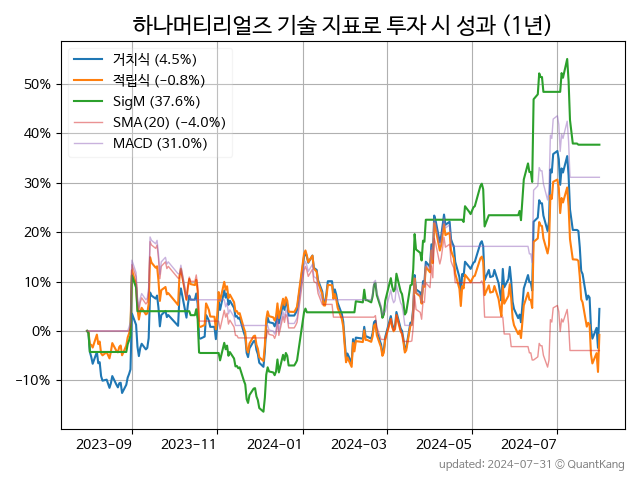 하나머티리얼즈 기술 지표로 투자 시 성과 (1년)
거치식 (4.5%)
적립식 (-0.8%)
SigM (37.6%)
SMA(20) (-4.0%)
MACD (31.0%)
50%
40%
30%
20%
10%
0%
-10%
2023-09
2023-11
2024-01
2024-03
2024-05
2024-07
updated: 2024-07-31 © QuantKang